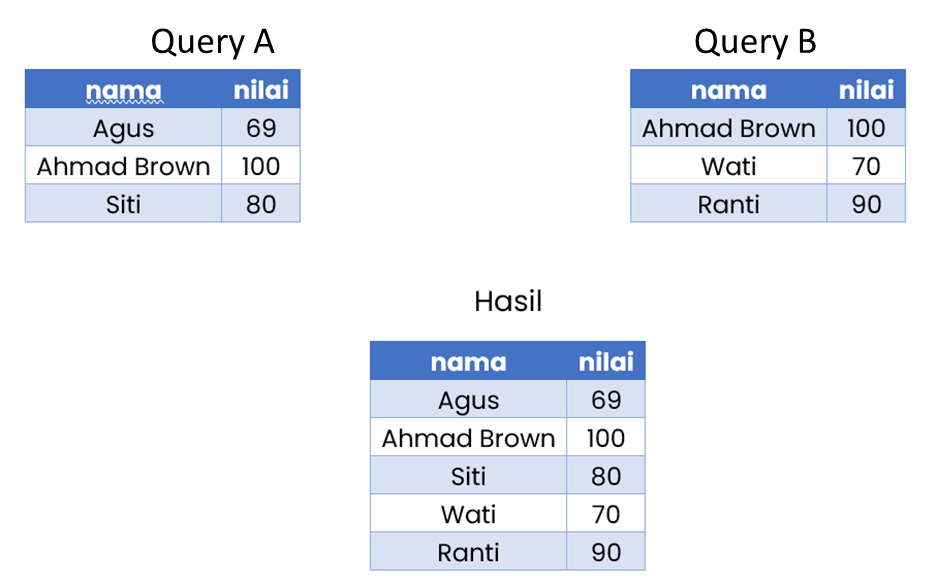 Query A
nama nilai
Agus 69
Ahmad Brown 100
Siti 80
Query B
nama nilai
Ahmad Brown 100
Wati 70
Ranti 90
Hasil
nama nilai
Agus 69
Ahmad Brown 100
Siti 80
Wati 70
Ranti 90